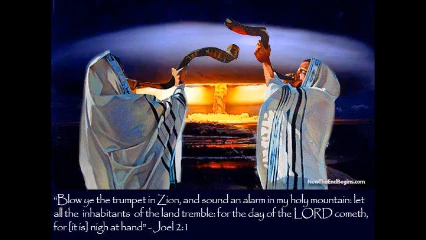 NowTheEndBegins.com
"Blow ye the trumpet in Zion, and sound an alarm in my holy mountain: let
all the inhabitants of the land tremble: for the day of the LORD cometh,
for [it is] nigh at hand" - Joel 2:1